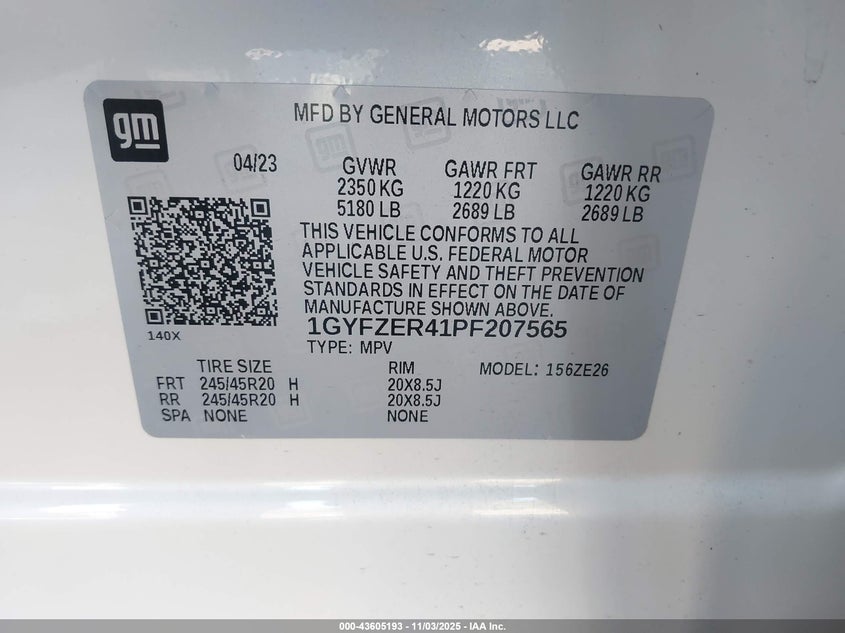 gm
MFD BY GENERAL MOTORS LLC
04/23 GVWR GAWR FRT GAWR RR
2350 KG 1220 KG 1220 KG
5180 LB 2689 LB 2689 LB
THIS VEHICLE CONFORMS TO ALL
APPLICABLE U.S. FEDERAL MOTOR
VEHICLE SAFETY AND THEFT PREVENTION
STANDARDS IN EFFECT ON THE DATE OF
MANUFACTURE SHOWN ABOVE.
1GYFZER41PF207565
140X
TYPE: MPV
TIRE SIZE RIM MODEL: 156ZE26
FRT 245/45R20 H 20X8.5J
RR 245/45R20 H 20X8.5J
SPA NONE NONE
000-43605193 - 11/03/2025 - IAA Inc.